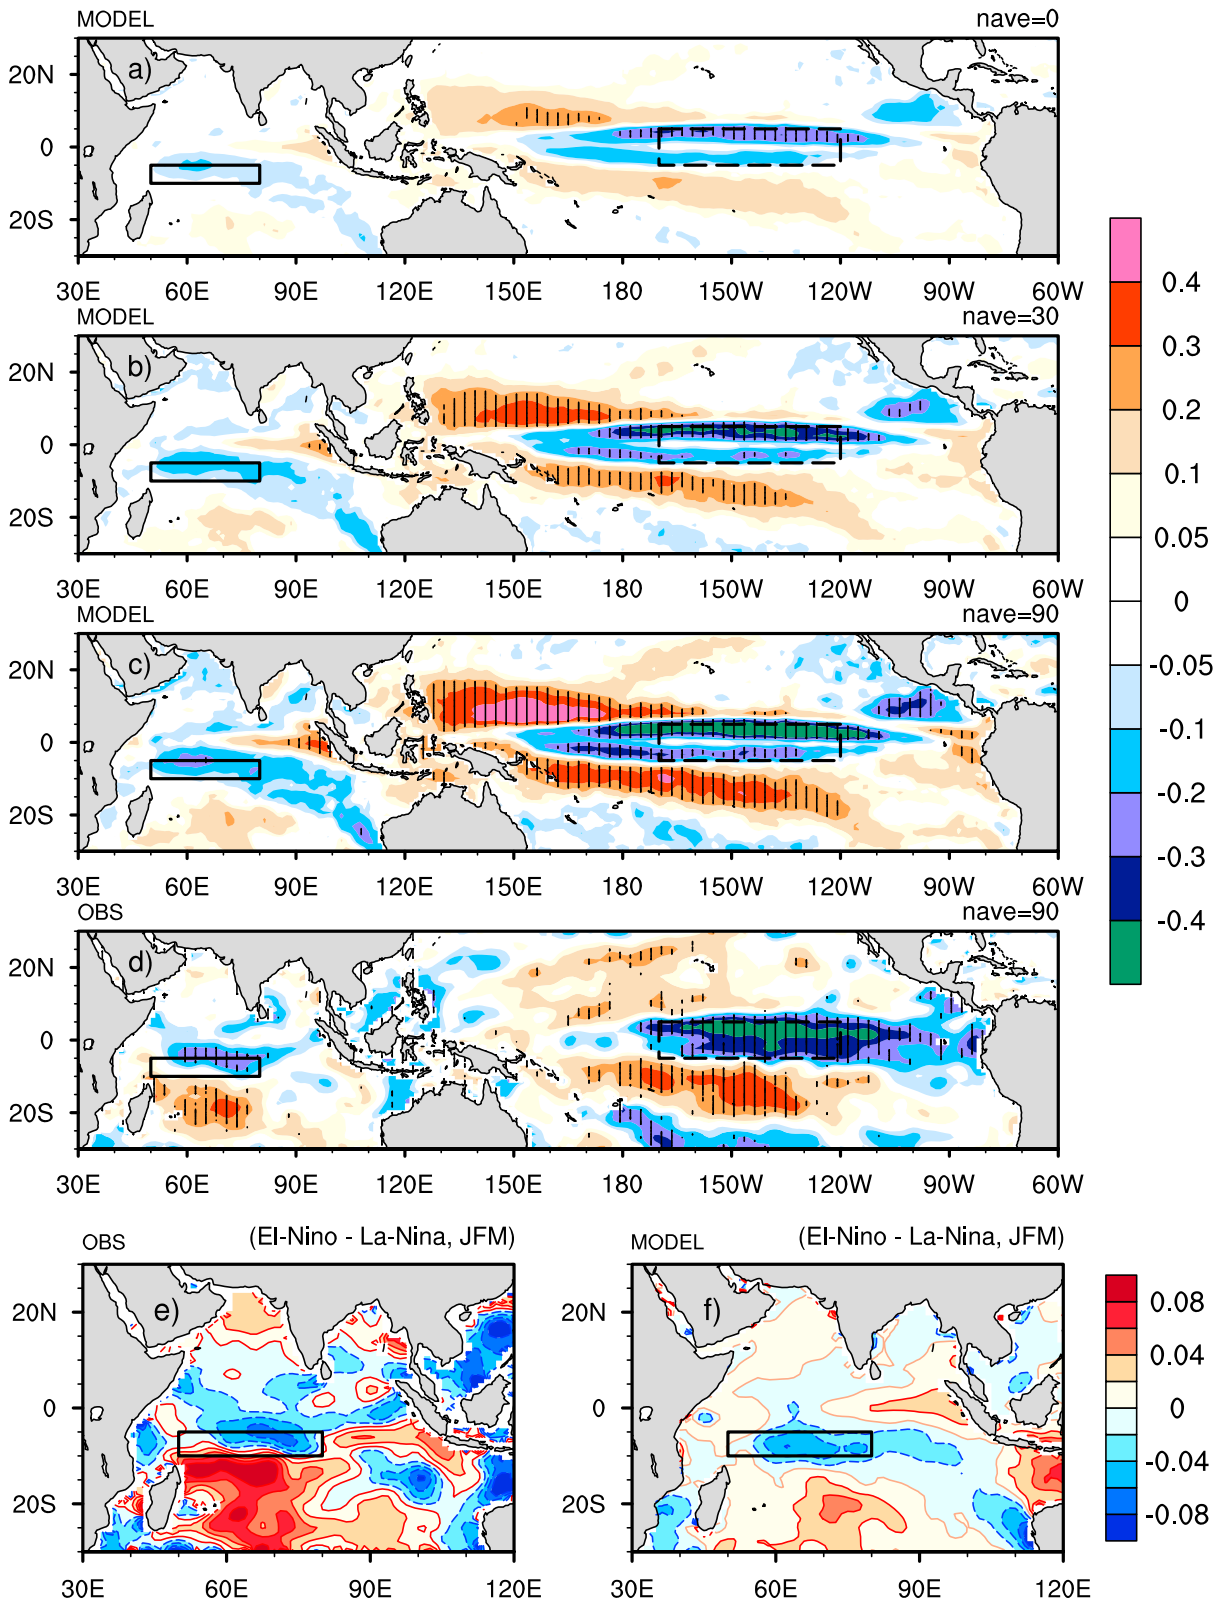 MODEL nave=0
a)
20N
0
20S
30E 60E 90E 120E 150E 180 150W 120W 90W 60W
MODEL nave=30
b)
20N
0
20S
30E 60E 90E 120E 150E 180 150W 120W 90W 60W
MODEL nave=90
c)
20N
0
20S
30E 60E 90E 120E 150E 180 150W 120W 90W 60W
OBS nave=90
d)
20N
0
20S
30E 60E 90E 120E 150E 180 150W 120W 90W 60W
0.4
0.3
0.2
0.1
0.05
0
-0.05
-0.1
-0.2
-0.3
-0.4
OBS (El-Nino - La-Nina, JFM)
e)
20N
0
20S
30E 60E 90E 120E
MODEL (El-Nino - La-Nina, JFM)
f)
20N
0
20S
30E 60E 90E 120E
0.08
0.04
0
-0.04
-0.08